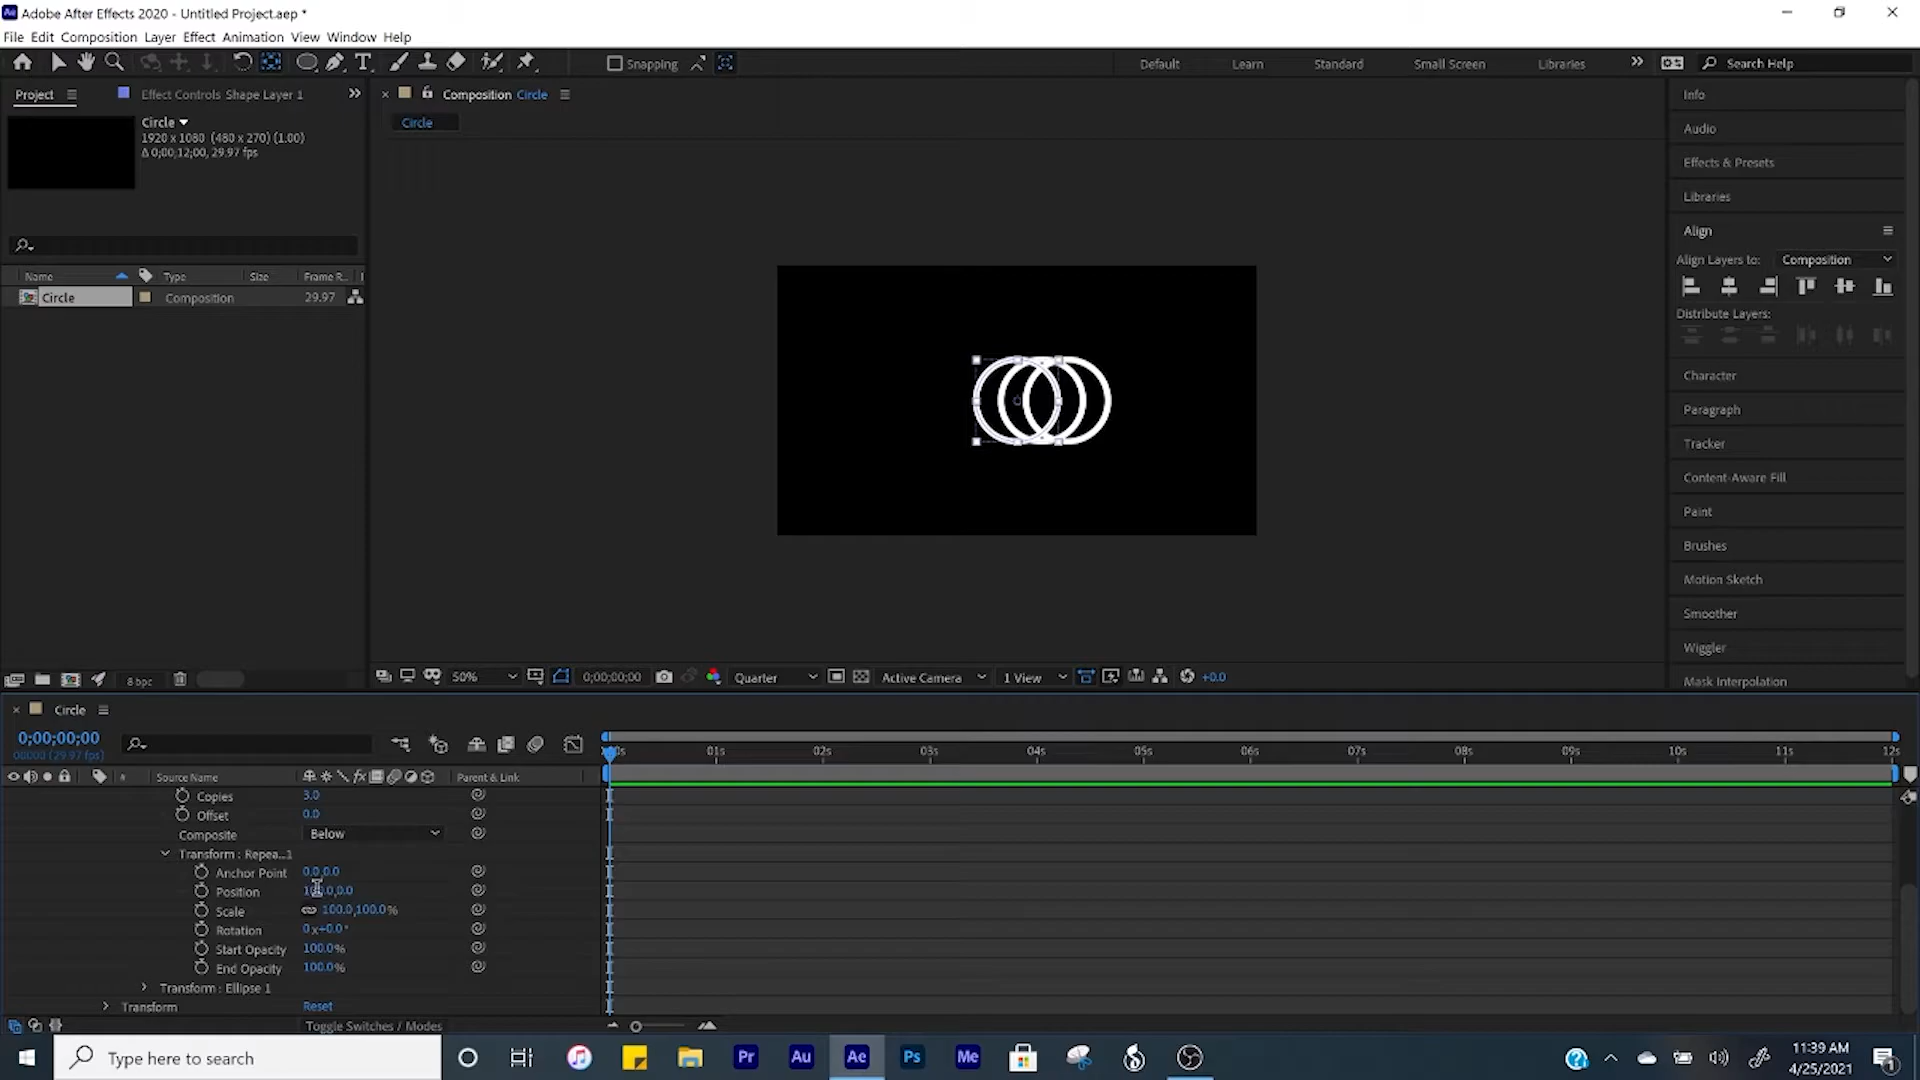 Adobe After Effects 2020 - Untitled Project.aep *
File Edit Composition Layer Effect Animation View Window Help
Snapping
Default Learn Standard Small Screen Libraries
Search Help
Project
Effect Controls Shape Layer 1
Circle
1920 x 1080 (480 x 270) (1.00)
Δ 0;00;12;00, 29.97 fps
Composition Circle
Circle
Name Type Size Frame R...
Circle Composition 29.97
8 bpc
50% 0;00;00;00 Quarter Active Camera 1 View +0.0
Info
Audio
Effects & Presets
Libraries
Align
Align Layers to: Composition
Distribute Layers:
Character
Paragraph
Tracker
Content-Aware Fill
Paint
Brushes
Motion Sketch
Smoother
Wiggler
Mask Interpolation
Circle
0;00;00;00
00000 (29.97 fps)
01s 02s 03s 04s 05s 06s 07s 08s 09s 10s 11s 12s
# Source Name fx Parent & Link
Copies 3.0
Offset 0.0
Composite Below
Transform : Repea...1
Anchor Point 0.0,0.0
Position
Scale 100.0,100.0%
Rotation 0x+0.0°
Start Opacity 100.0%
End Opacity 100.0%
Transform : Ellipse 1
Transform Reset
Toggle Switches / Modes
Type here to search
Pr Au Ae Ps Me
11:39 AM
4/25/2021
1